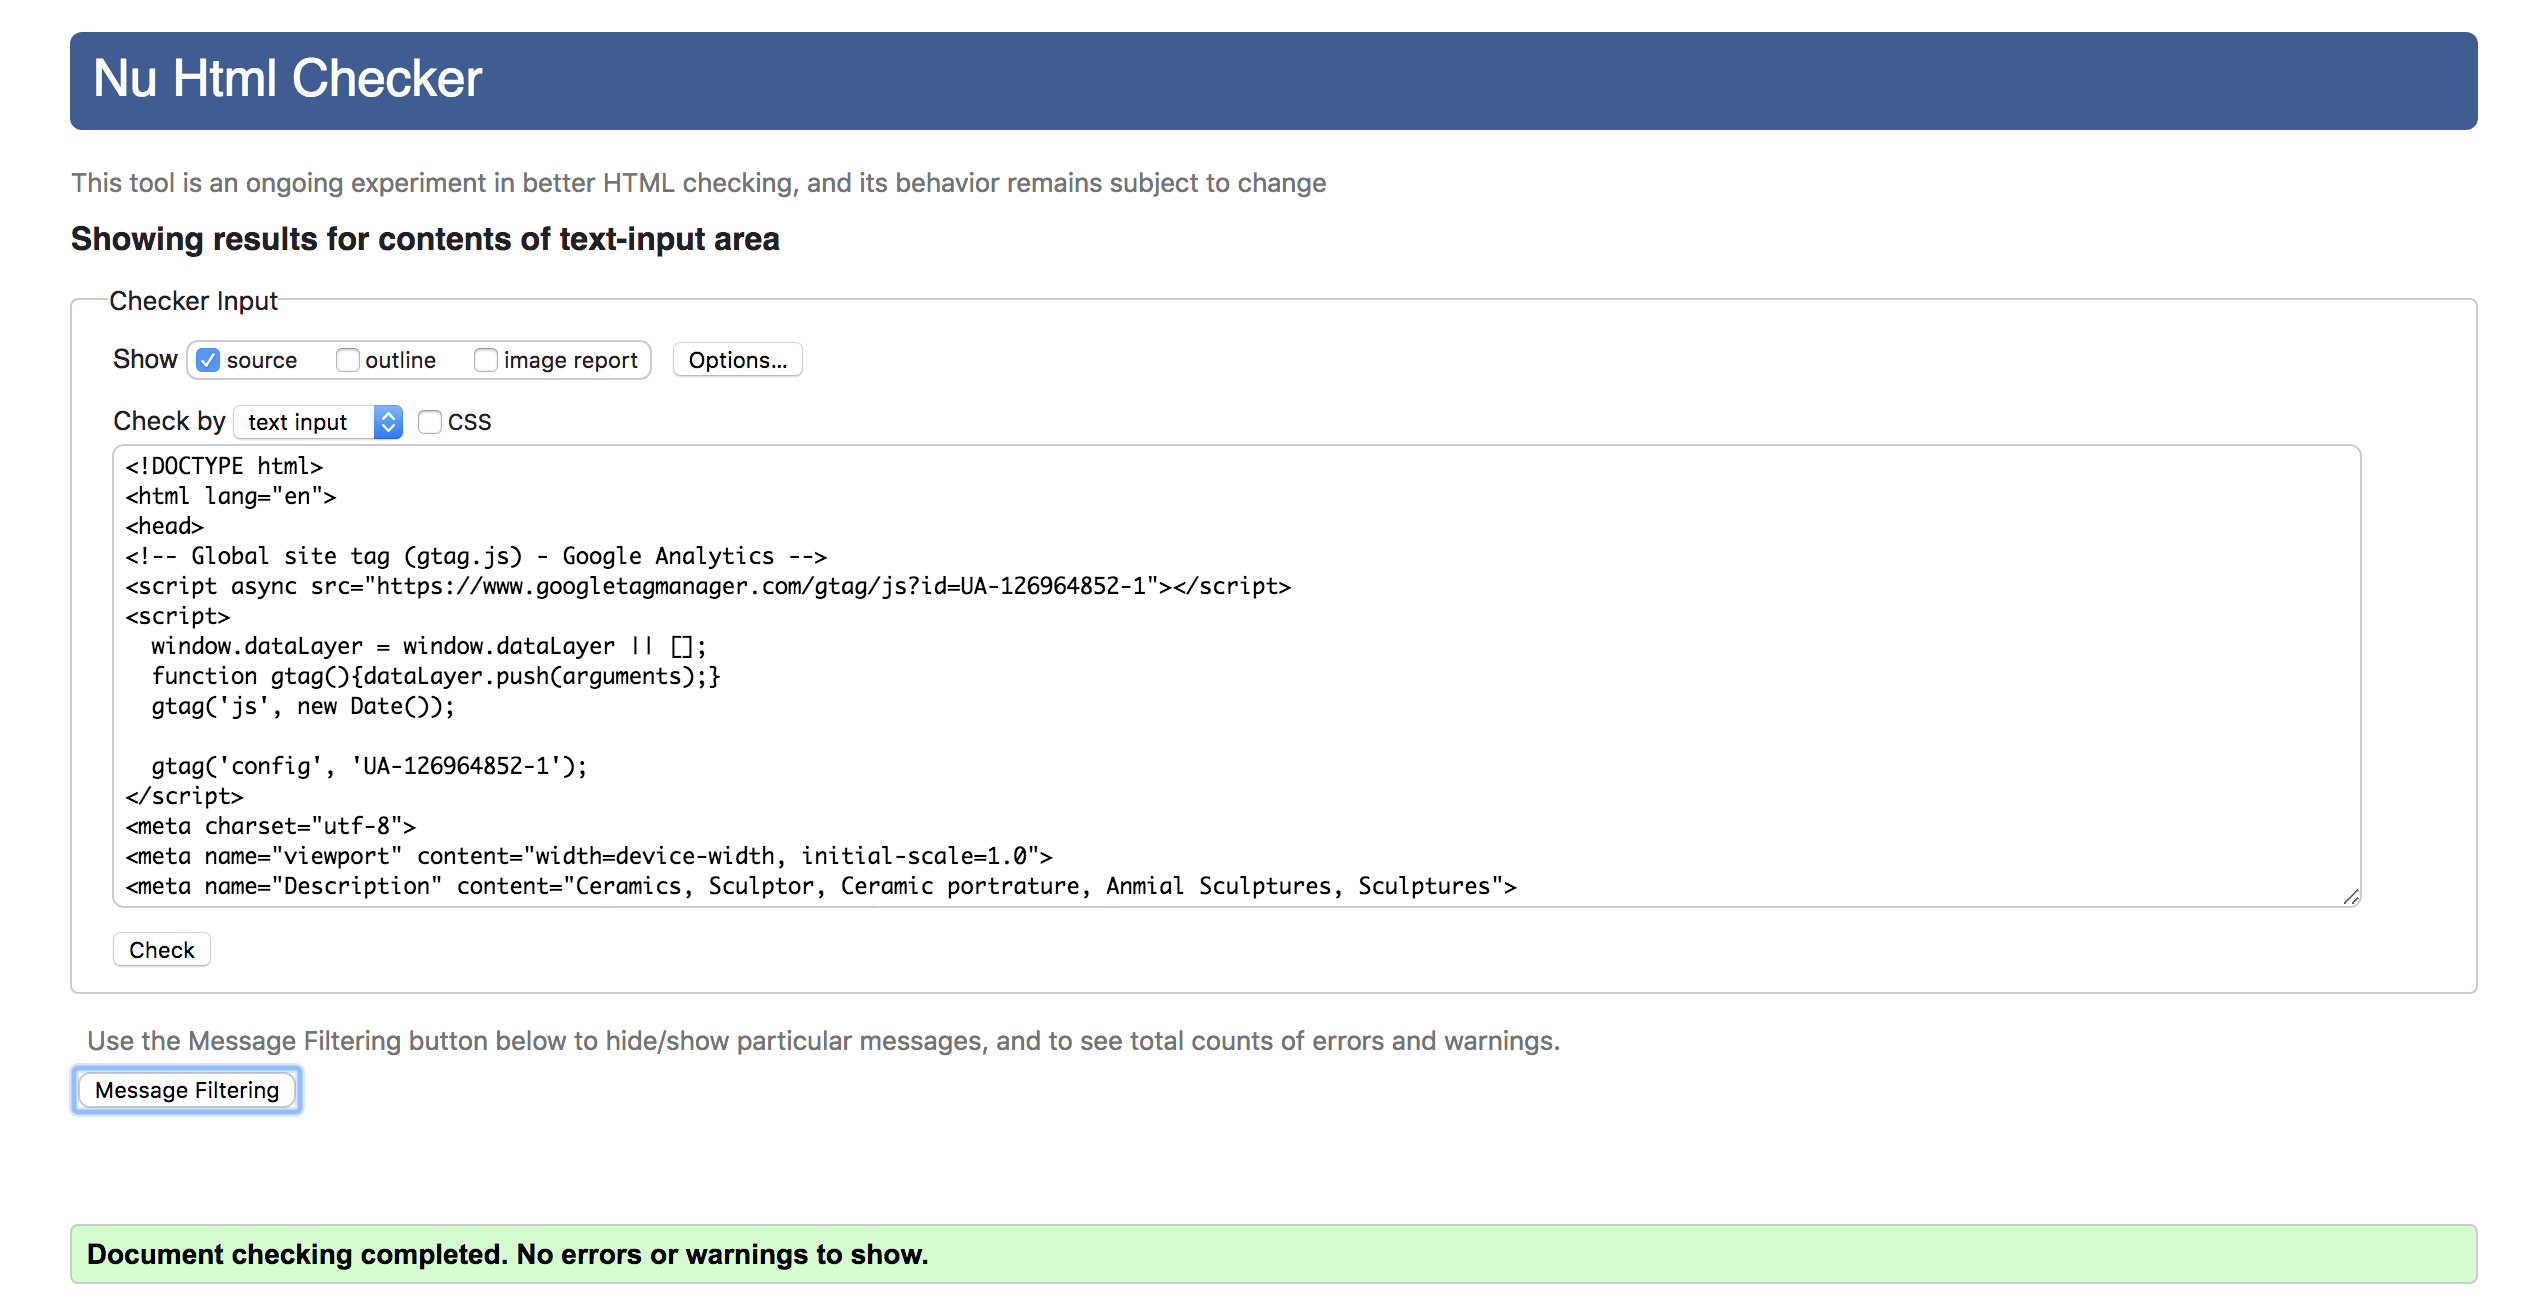 Nu Html Checker
This tool is an ongoing experiment in better HTML checking, and its behavior remains subject to change
Showing results for contents of text-input area
Checker Input
Show source outline image report Options...
Check by text input CSS
<!DOCTYPE html>
<html lang="en">
<head>
<!-- Global site tag (gtag.js) - Google Analytics -->
<script async src="https://www.googletagmanager.com/gtag/js?id=UA-126964852-1"></script>
<script>
  window.dataLayer = window.dataLayer || [];
  function gtag(){dataLayer.push(arguments);}
  gtag('js', new Date());

  gtag('config', 'UA-126964852-1');
</script>
<meta charset="utf-8">
<meta name="viewport" content="width=device-width, initial-scale=1.0">
<meta name="Description" content="Ceramics, Sculptor, Ceramic portrature, Anmial Sculptures, Sculptures">
Check
Use the Message Filtering button below to hide/show particular messages, and to see total counts of errors and warnings.
Message Filtering
Document checking completed. No errors or warnings to show.